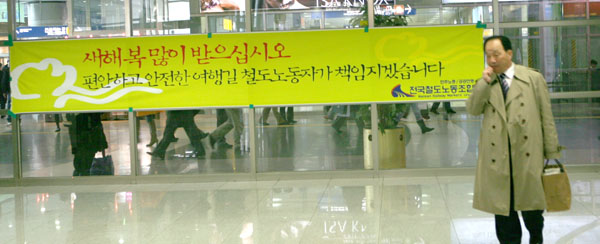 새해 복 많이 받으십시오
편안하고 안전한 여행길 철도노동자가 책임지겠습니다
전국철도노동조합